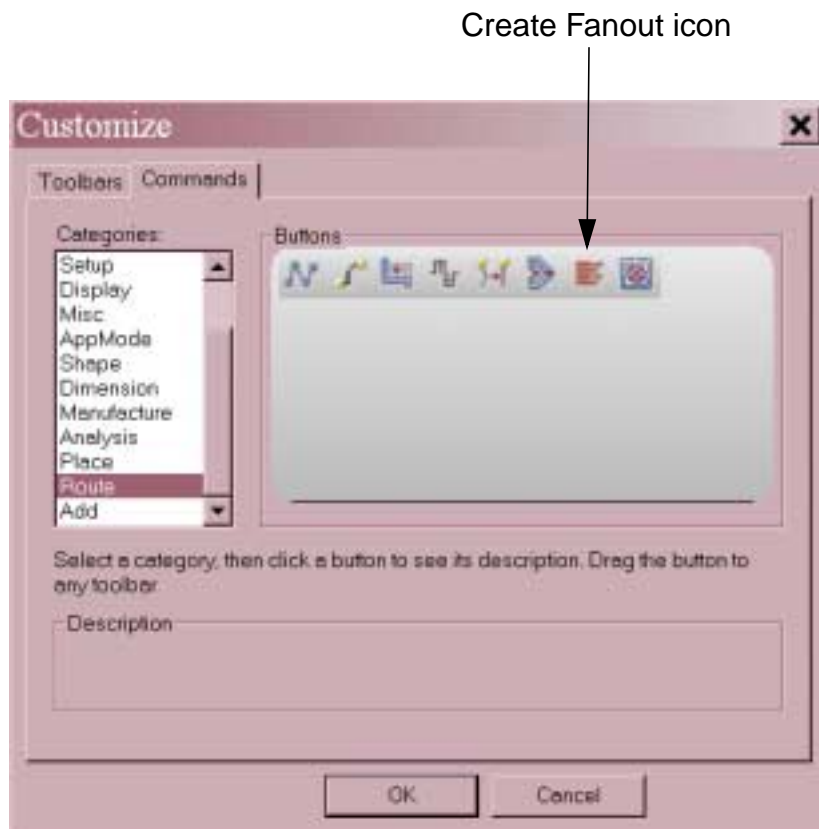 Create Fanout icon
Customize
Toolbars Commands
Categories:
Buttons
Setup
Display
Misc
AppMode
Shape
Dimension
Manufacture
Analysis
Place
Route
Add
Select a category, then click a button to see its description. Drag the button to
any toolbar.
Description
OK
Cancel